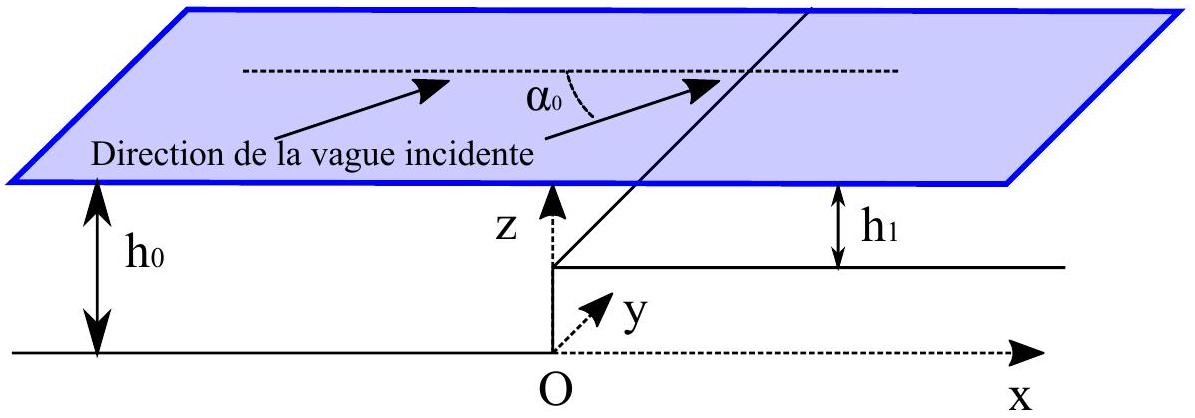 α₀
Direction de la vague incidente
z
h₁
h₀
y
O
x